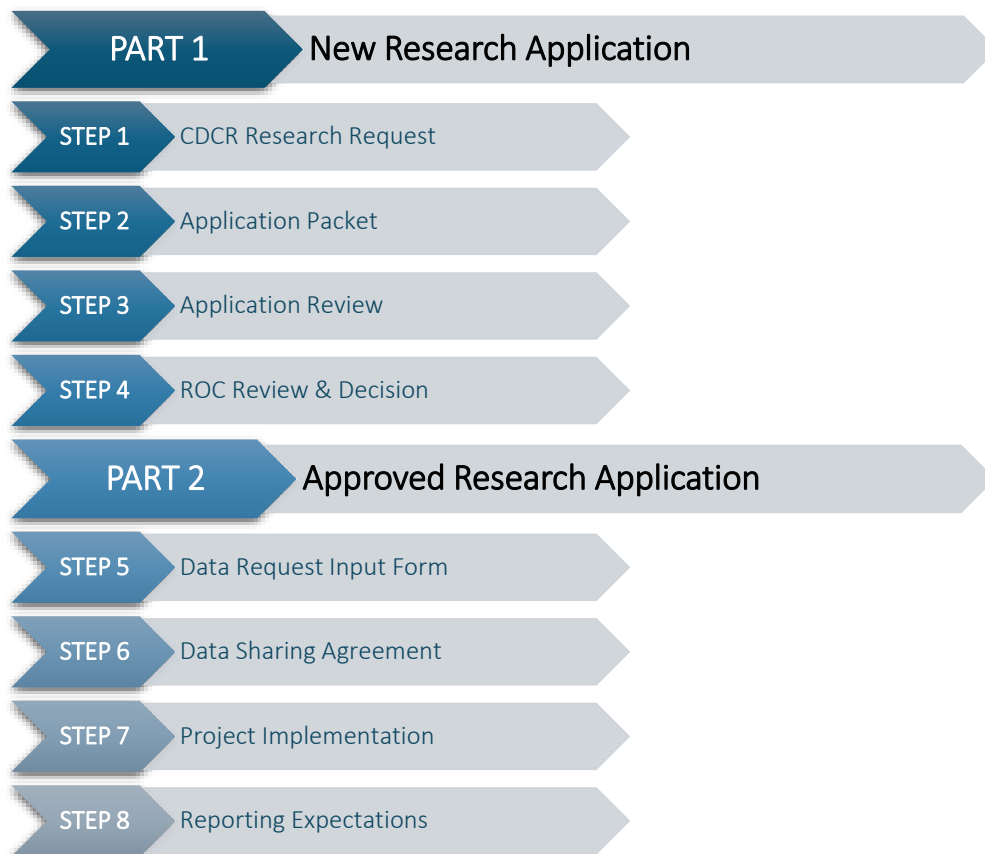 PART 1 New Research Application
STEP 1 CDCR Research Request
STEP 2 Application Packet
STEP 3 Application Review
STEP 4 ROC Review & Decision
PART 2 Approved Research Application
STEP 5 Data Request Input Form
STEP 6 Data Sharing Agreement
STEP 7 Project Implementation
STEP 8 Reporting Expectations